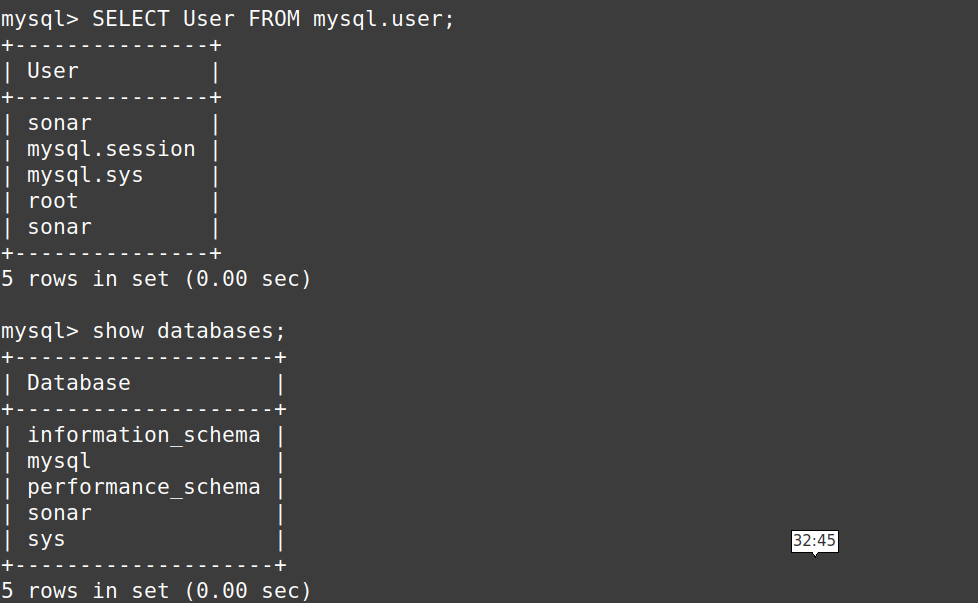 mysql> SELECT User FROM mysql.user;
+---------------+
| User          |
+---------------+
| sonar         |
| mysql.session |
| mysql.sys     |
| root          |
| sonar         |
+---------------+
5 rows in set (0.00 sec)

mysql> show databases;
+--------------------+
| Database           |
+--------------------+
| information_schema |
| mysql              |
| performance_schema |
| sonar              |
| sys                |
+--------------------+
5 rows in set (0.00 sec)
32:45